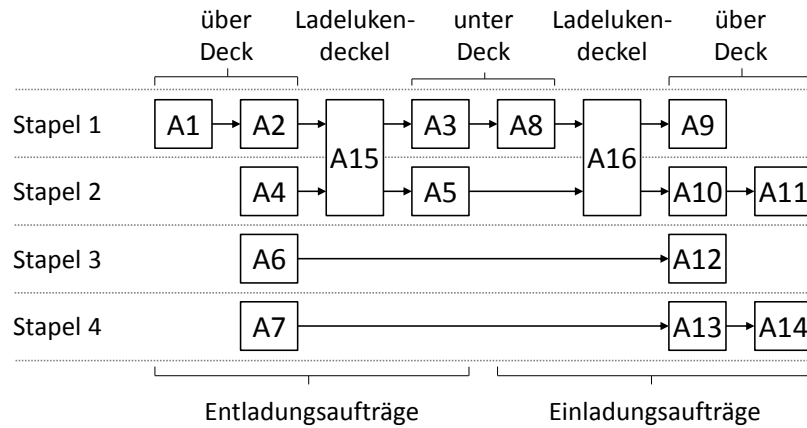 über
Deck
Ladeluken-
deckel
unter
Deck
Ladeluken-
deckel
über
Deck
Stapel 1
A1
A2
A15
A3
A8
A16
A9
Stapel 2
A4
A5
A10
A11
Stapel 3
A6
A12
Stapel 4
A7
A13
A14
Entladungsaufträge
Einladungsaufträge